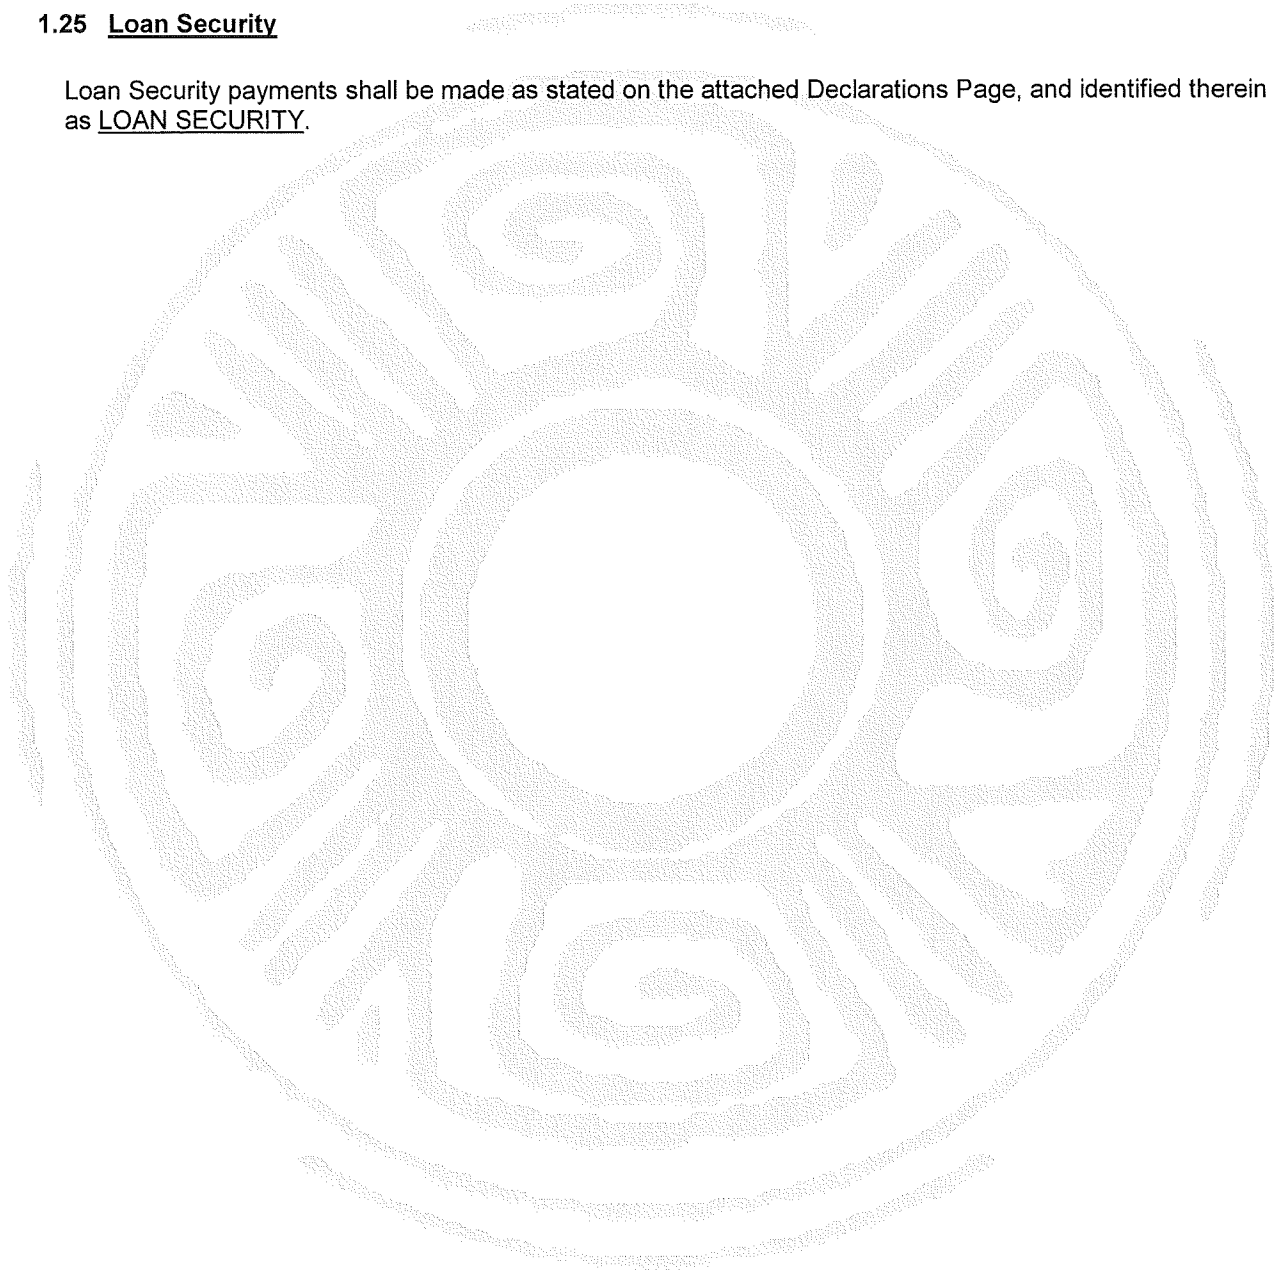 1.25 Loan Security
Loan Security payments shall be made as stated on the attached Declarations Page, and identified therein
as LOAN SECURITY.